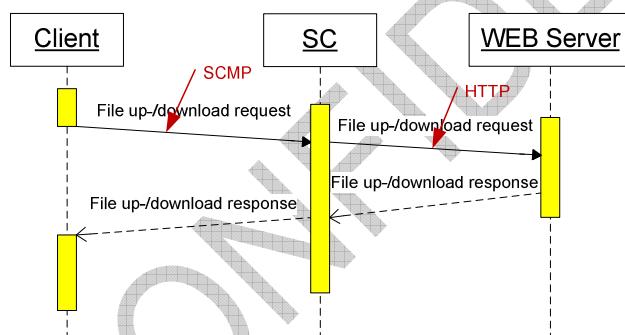 Client
SC
WEB Server
SCMP
HTTP
File up-/download request
File up-/download request
File up-/download response
File up-/download response